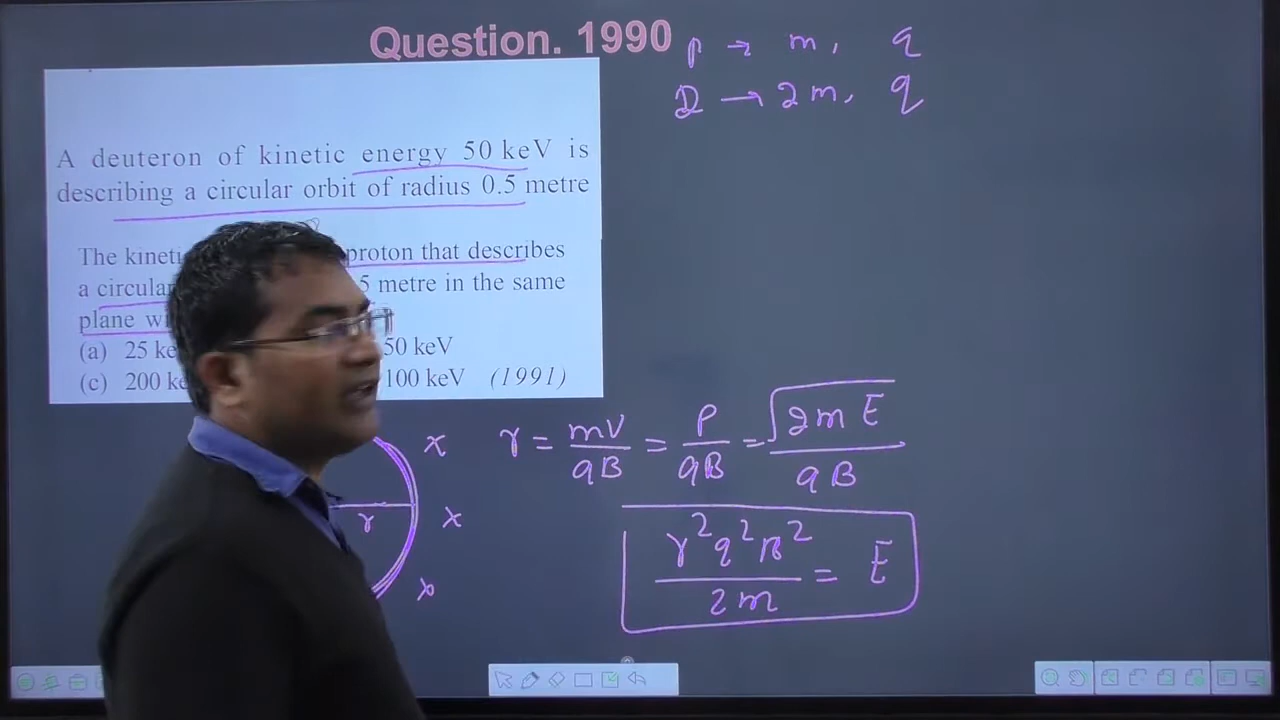 Question. 1990
A deuteron of kinetic energy 50 keV is
describing a circular orbit of radius 0.5 metre
The kineti proton that describes
a circular 5 metre in the same
plane wi
(a) 25 ke 50 keV
(c) 200 ke 100 keV (1991)
p → m, q
D → 2m, q
x
x
x
r
r = mV/qB = P/qB = √2mE/qB
r²q²B²/2m = E